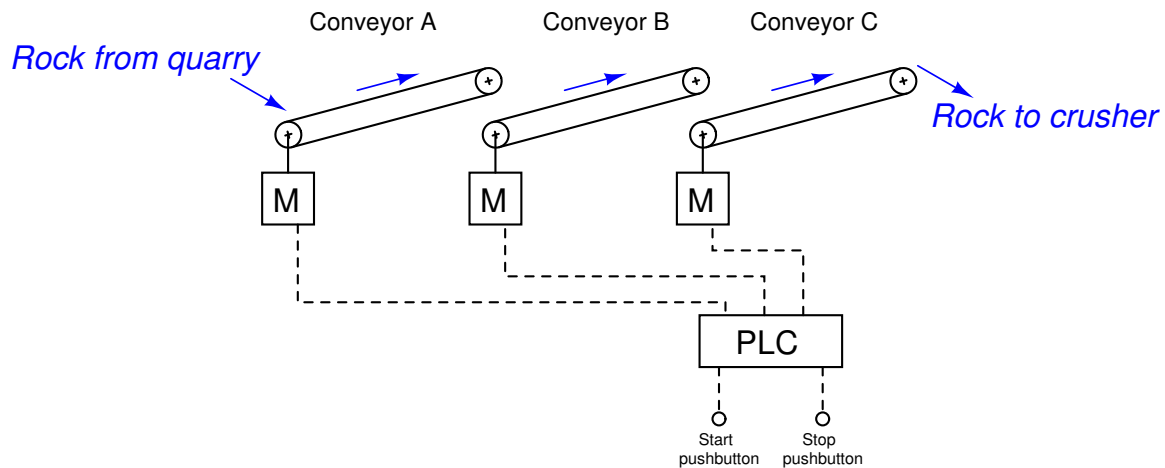 Conveyor A
Conveyor B
Conveyor C
Rock from quarry
Rock to crusher
M
M
M
PLC
Start
pushbutton
Stop
pushbutton